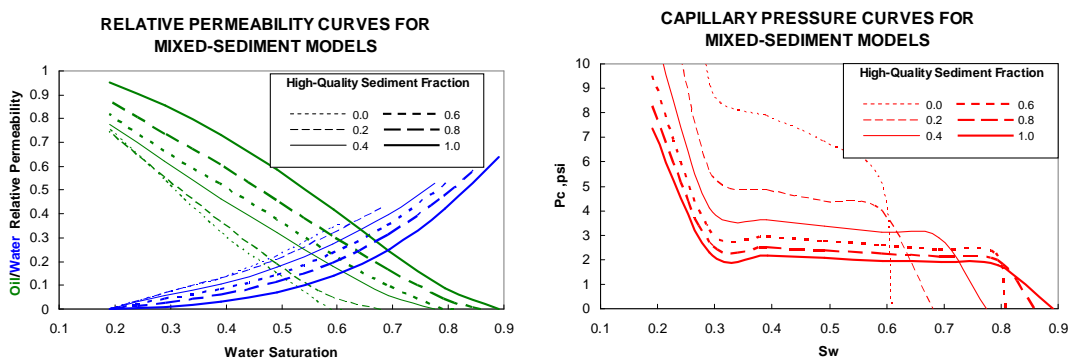 RELATIVE PERMEABILITY CURVES FOR
MIXED-SEDIMENT MODELS
Oil/Water Relative Permeability
1
0.9
0.8
0.7
0.6
0.5
0.4
0.3
0.2
0.1
0
High-Quality Sediment Fraction
0.0 0.6
0.2 0.8
0.4 1.0
0.1 0.2 0.3 0.4 0.5 0.6 0.7 0.8 0.9
Water Saturation
CAPILLARY PRESSURE CURVES FOR
MIXED-SEDIMENT MODELS
Pc ,psi
10
9
8
7
6
5
4
3
2
1
0
High-Quality Sediment Fraction
0.0 0.6
0.2 0.8
0.4 1.0
0.1 0.2 0.3 0.4 0.5 0.6 0.7 0.8 0.9
Sw